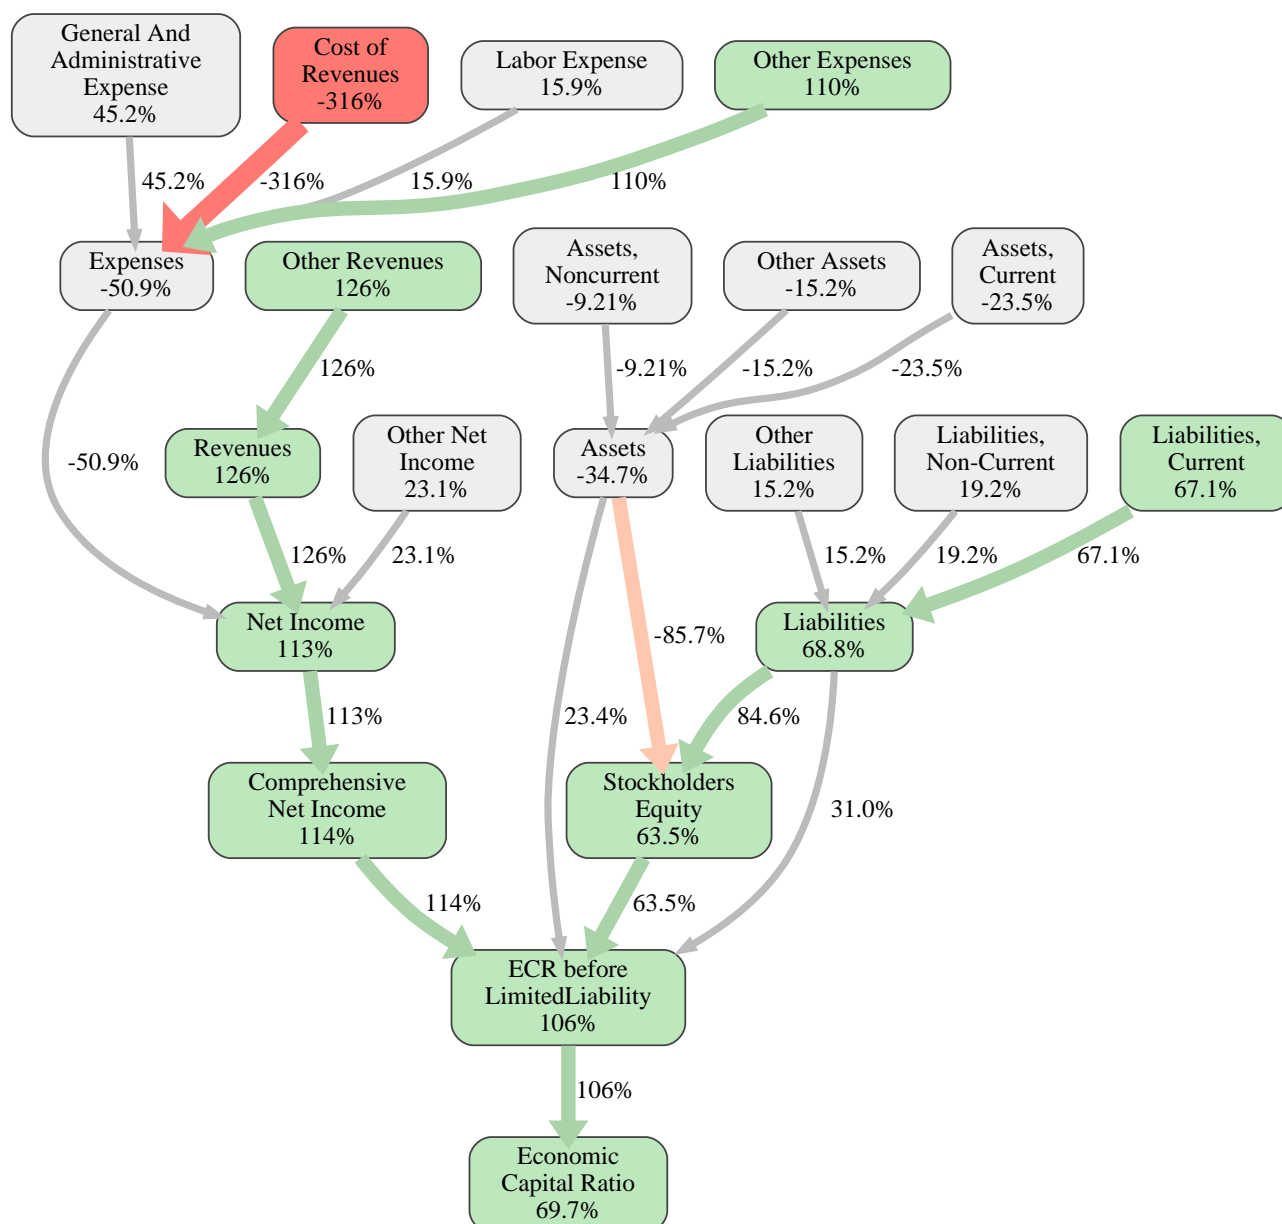 General And
Administrative
Expense
45.2%
Cost of
Revenues
-316%
Labor Expense
15.9%
Other Expenses
110%
45.2%
-316%
15.9%
110%
Expenses
-50.9%
Other Revenues
126%
Assets,
Noncurrent
-9.21%
Other Assets
-15.2%
Assets,
Current
-23.5%
126%
-9.21%
-15.2%
-23.5%
-50.9%
Revenues
126%
Other Net
Income
23.1%
Assets
-34.7%
Other
Liabilities
15.2%
Liabilities,
Non-Current
19.2%
Liabilities,
Current
67.1%
126%
23.1%
15.2%
19.2%
67.1%
Net Income
113%
-85.7%
Liabilities
68.8%
113%
23.4%
84.6%
31.0%
Comprehensive
Net Income
114%
Stockholders
Equity
63.5%
114%
63.5%
ECR before
LimitedLiability
106%
106%
Economic
Capital Ratio
69.7%